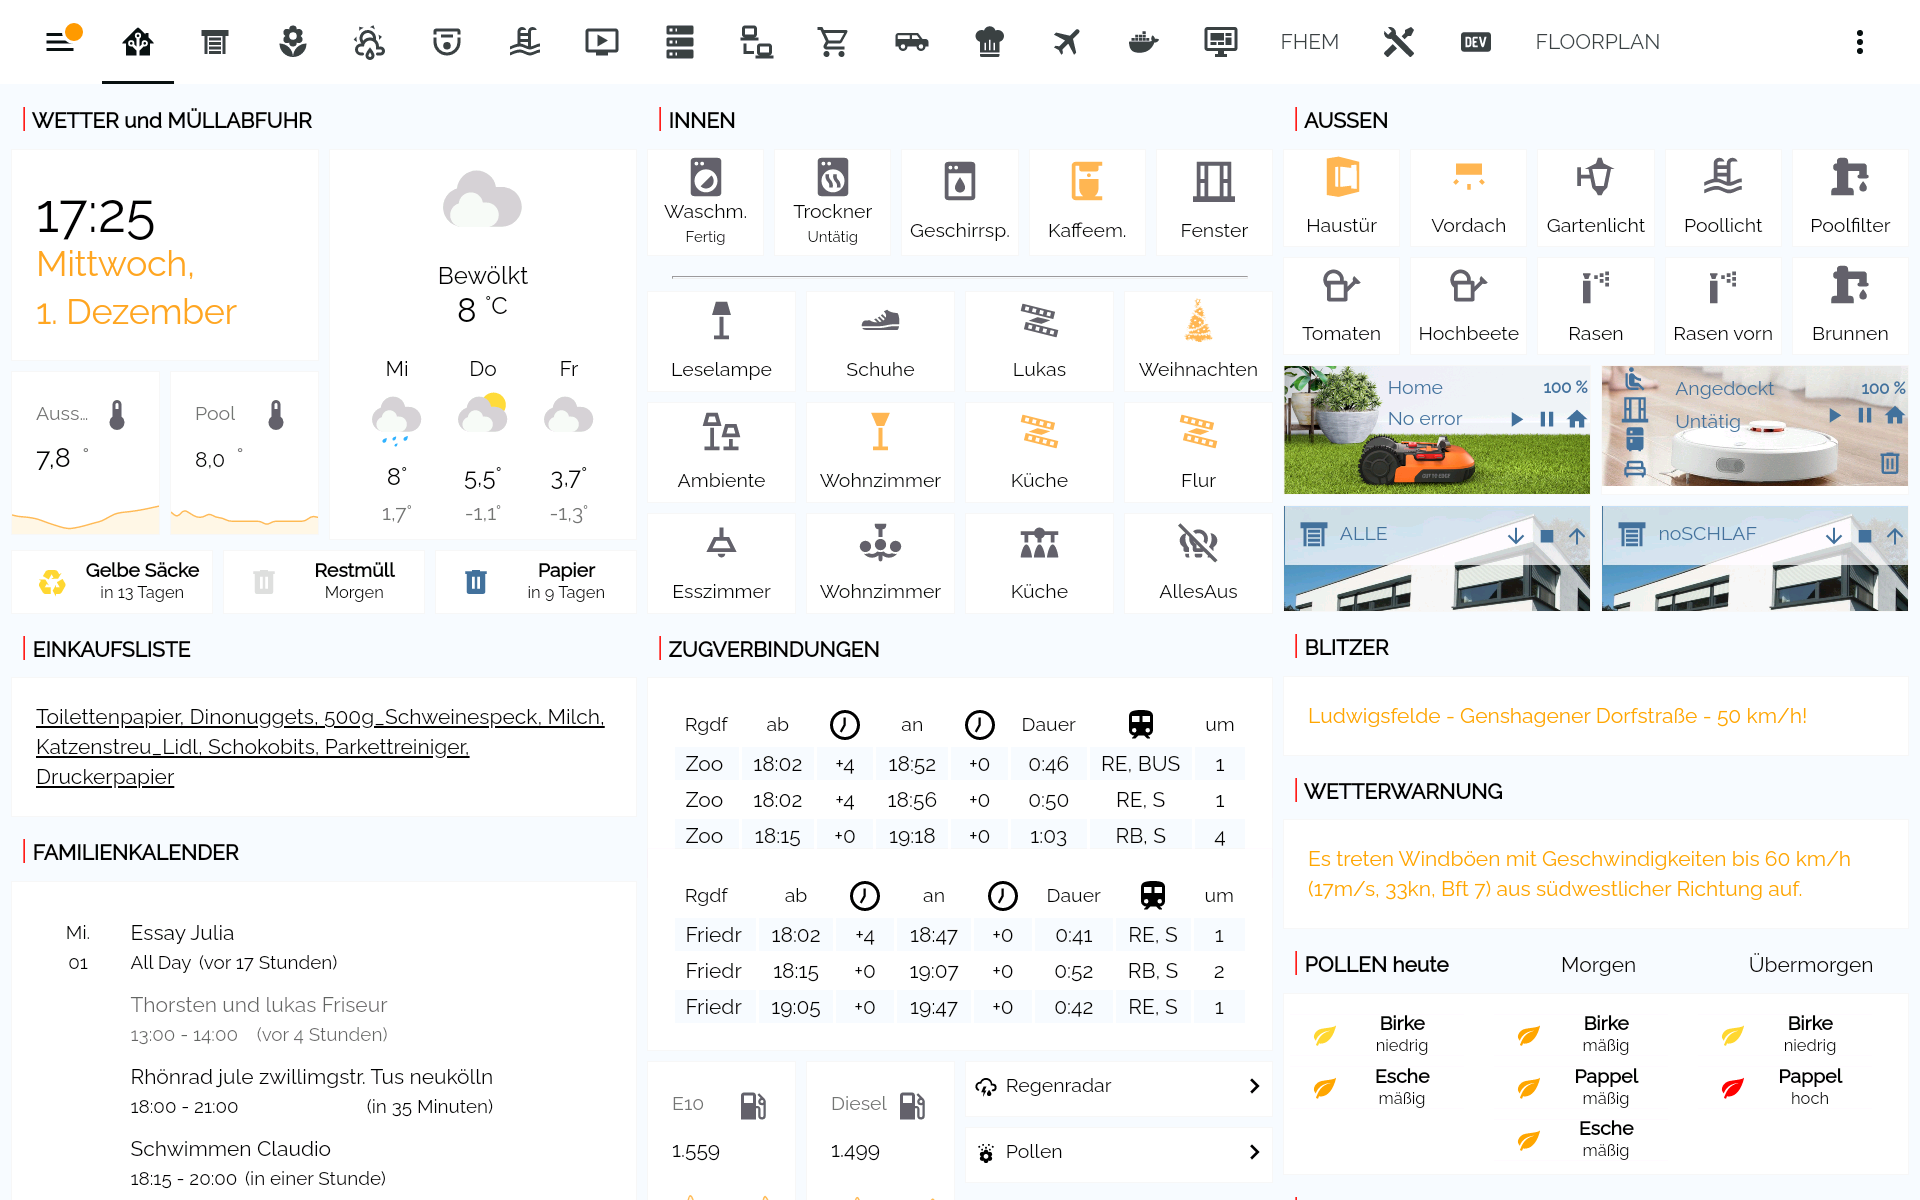 DEV
FHEM
FLOORPLAN
WETTER und MÜLLABFUHR
17:25
Mittwoch,
1. Dezember
Bewölkt
8 °C
Mi Do Fr
8° 5,5° 3,7°
1,7° -1,1° -1,3°
Auss...
7,8 °
Pool
8,0 °
Gelbe Säcke
in 13 Tagen
Restmüll
Morgen
Papier
in 9 Tagen
EINKAUFSLISTE
Toilettenpapier, Dinonuggets, 500g_Schweinespeck, Milch,
Katzenstreu_Lidl, Schokobits, Parkettreiniger,
Druckerpapier
FAMILIENKALENDER
Mi.
01
Essay Julia
All Day (vor 17 Stunden)
Thorsten und lukas Friseur
13:00 - 14:00 (vor 4 Stunden)
Rhönrad jule zwillimgstr. Tus neukölln
18:00 - 21:00 (in 35 Minuten)
Schwimmen Claudio
18:15 - 20:00 (in einer Stunde)
INNEN
Waschm.
Fertig
Trockner
Untätig
Geschirrsp.
Kaffeem.
Fenster
Leselampe
Schuhe
Lukas
Weihnachten
Ambiente
Wohnzimmer
Küche
Flur
Esszimmer
Wohnzimmer
Küche
AllesAus
ZUGVERBINDUNGEN
Rgdf ab an Dauer um
Zoo 18:02 +4 18:52 +0 0:46 RE, BUS 1
Zoo 18:02 +4 18:56 +0 0:50 RE, S 1
Zoo 18:15 +0 19:18 +0 1:03 RB, S 4
Rgdf ab an Dauer um
Friedr 18:02 +4 18:47 +0 0:41 RE, S 1
Friedr 18:15 +0 19:07 +0 0:52 RB, S 2
Friedr 19:05 +0 19:47 +0 0:42 RE, S 1
E10
1.559
Diesel
1.499
Regenradar
Pollen
AUSSEN
Haustür
Vordach
Gartenlicht
Poollicht
Poolfilter
Tomaten
Hochbeete
Rasen
Rasen vorn
Brunnen
Home 100 %
No error
Angedockt 100 %
Untätig
ALLE
noSCHLAF
BLITZER
Ludwigsfelde - Genshagener Dorfstraße - 50 km/h!
WETTERWARNUNG
Es treten Windböen mit Geschwindigkeiten bis 60 km/h
(17m/s, 33kn, Bft 7) aus südwestlicher Richtung auf.
POLLEN heute Morgen Übermorgen
Birke
niedrig
Birke
mäßig
Birke
niedrig
Esche
mäßig
Pappel
mäßig
Pappel
hoch
Esche
mäßig